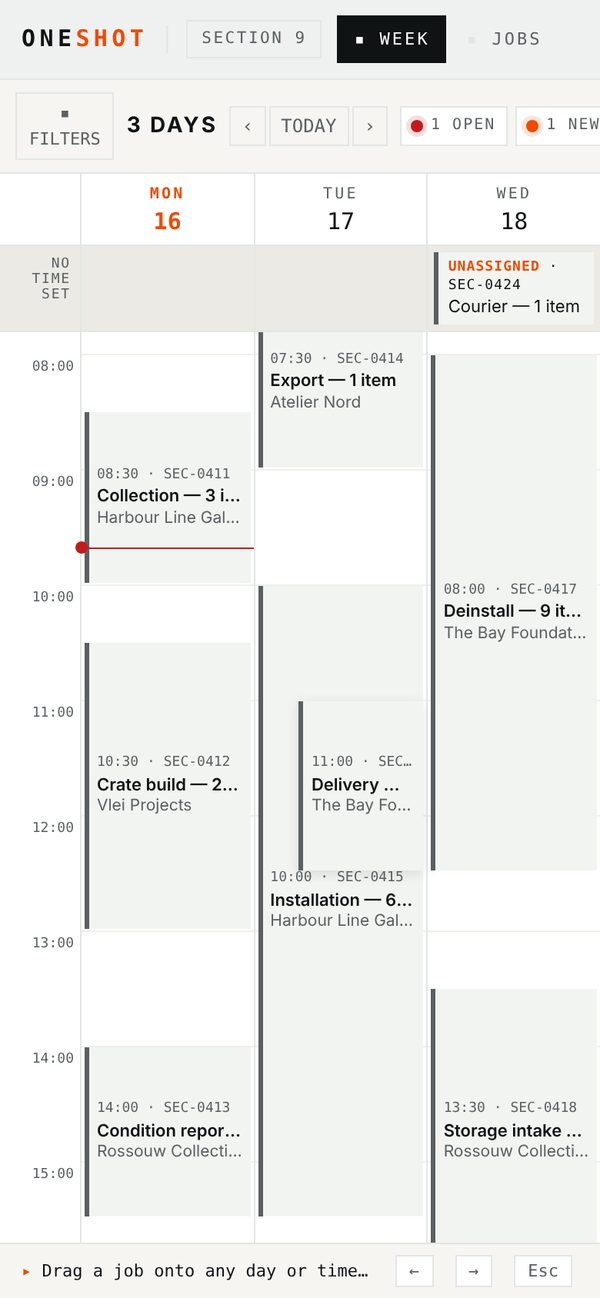 ONESHOT SECTION 9 WEEK JOBS
FILTERS 3 DAYS ‹ TODAY › 1 OPEN 1 NEW
MON TUE WED
16 17 18
NO TIME SET
UNASSIGNED ·
SEC-0424
Courier — 1 item
08:00
09:00
10:00
11:00
12:00
13:00
14:00
15:00
08:30 · SEC-0411
Collection — 3 i…
Harbour Line Gal…
10:30 · SEC-0412
Crate build — 2…
Vlei Projects
14:00 · SEC-0413
Condition repor…
Rossouw Collecti…
07:30 · SEC-0414
Export — 1 item
Atelier Nord
11:00 · SEC…
Delivery …
The Bay Fo…
10:00 · SEC-0415
Installation — 6…
Harbour Line Gal…
08:00 · SEC-0417
Deinstall — 9 it…
The Bay Foundat…
13:30 · SEC-0418
Storage intake …
Rossouw Collecti…
▸ Drag a job onto any day or time… ← → Esc